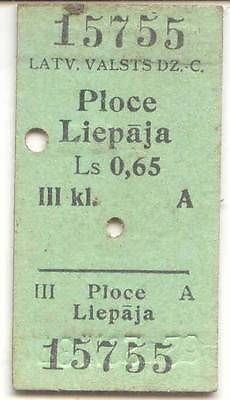 15755
LATV. VALSTS DZ.-C.
Ploce
Liepāja
Ls 0,65
III kl. A
III Ploce A
Liepāja
15755